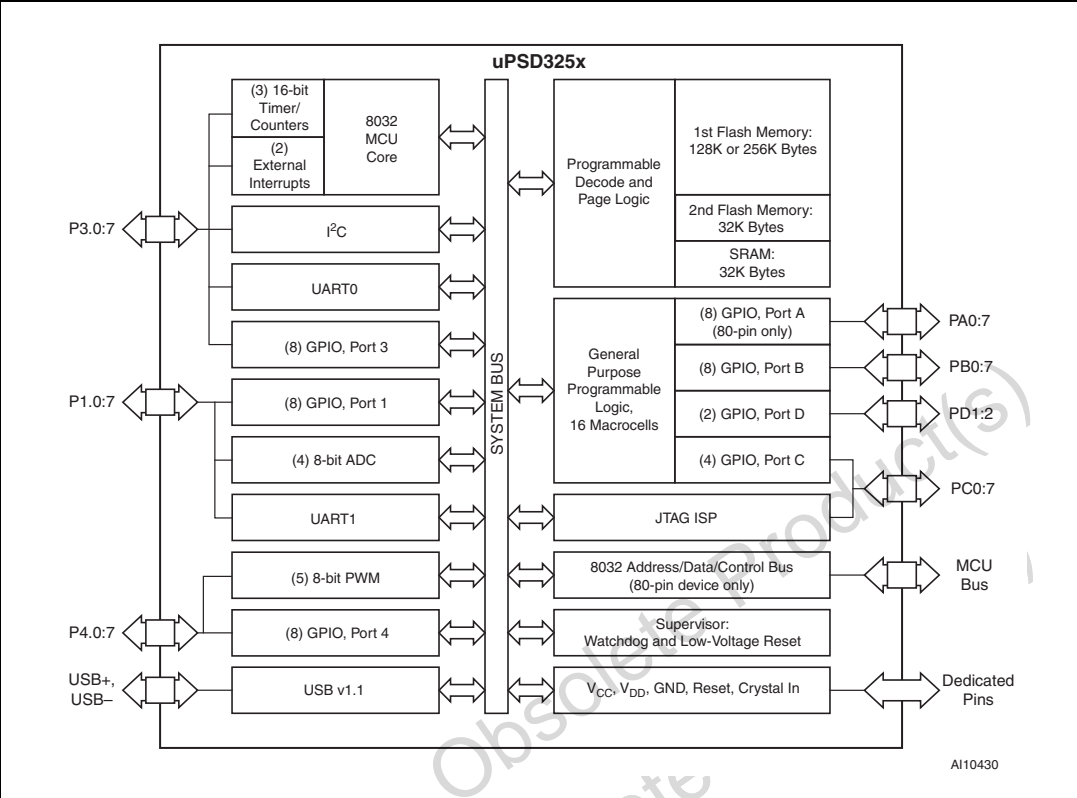 uPSD325x
(3) 16-bit
Timer/
Counters
(2)
External
Interrupts
8032
MCU
Core
P3.0:7
I²C
UART0
(8) GPIO, Port 3
P1.0:7
(8) GPIO, Port 1
(4) 8-bit ADC
UART1
(5) 8-bit PWM
P4.0:7
(8) GPIO, Port 4
USB+,
USB–
USB v1.1
SYSTEM BUS
Programmable
Decode and
Page Logic
1st Flash Memory:
128K or 256K Bytes
2nd Flash Memory:
32K Bytes
SRAM:
32K Bytes
General
Purpose
Programmable
Logic,
16 Macrocells
(8) GPIO, Port A
(80-pin only)
PA0:7
(8) GPIO, Port B
PB0:7
(2) GPIO, Port D
PD1:2
(4) GPIO, Port C
PC0:7
JTAG ISP
8032 Address/Data/Control Bus
(80-pin device only)
MCU
Bus
Supervisor:
Watchdog and Low-Voltage Reset
VCC, VDD, GND, Reset, Crystal In
Dedicated
Pins
AI10430
Obsolete Product(s)